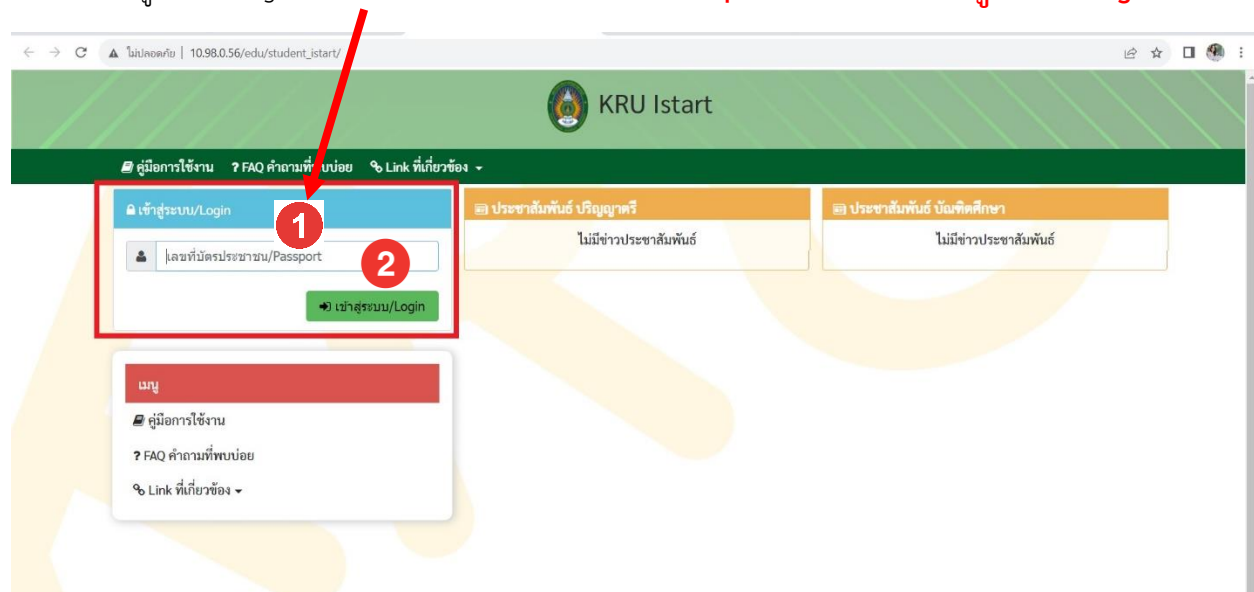 ไม่ปลอดภัย | 10.98.0.56/edu/student_istart/
KRU Istart
คู่มือการใช้งาน ? FAQ คำถามที่พบบ่อย Link ที่เกี่ยวข้อง
เข้าสู่ระบบ/Login
1
เลขที่บัตรประชาชน/Passport
2
เข้าสู่ระบบ/Login
ประชาสัมพันธ์ ปริญญาตรี
ไม่มีข่าวประชาสัมพันธ์
ประชาสัมพันธ์ บัณฑิตศึกษา
ไม่มีข่าวประชาสัมพันธ์
เมนู
คู่มือการใช้งาน
? FAQ คำถามที่พบบ่อย
Link ที่เกี่ยวข้อง